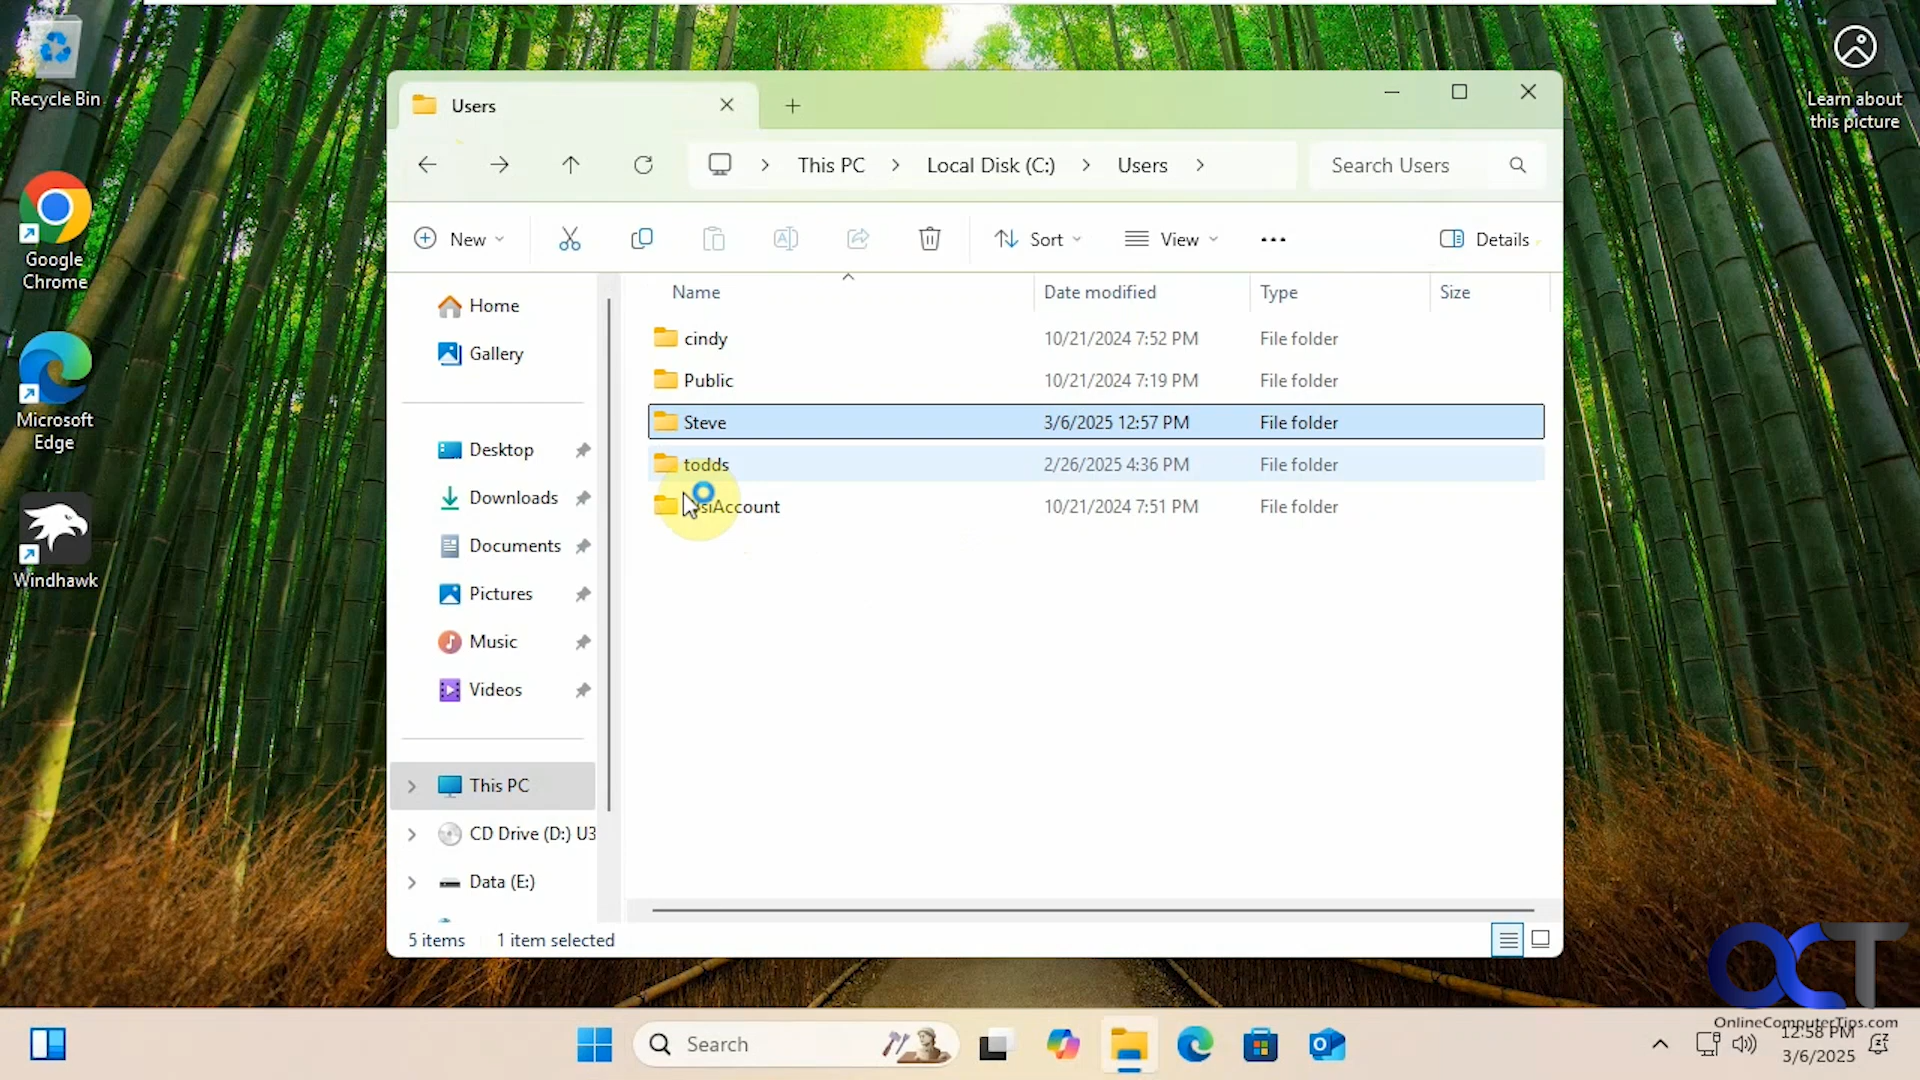 Recycle Bin
Google
Chrome
Microsoft
Edge
Windhawk
Learn about
this picture
Users
This PC
Local Disk (C:)
Users
Search Users
New
Sort
View
Details
Home
Gallery
Desktop
Downloads
Documents
Pictures
Music
Videos
This PC
CD Drive (D:) U3
Data (E:)
Name Date modified Type Size
cindy 10/21/2024 7:52 PM File folder
Public 10/21/2024 7:19 PM File folder
Steve 3/6/2025 12:57 PM File folder
todds 2/26/2025 4:36 PM File folder
10/21/2024 7:51 PM File folder
5 items 1 item selected
OCT
OnlineComputerTips.com
Search
12:58 PM
3/6/2025